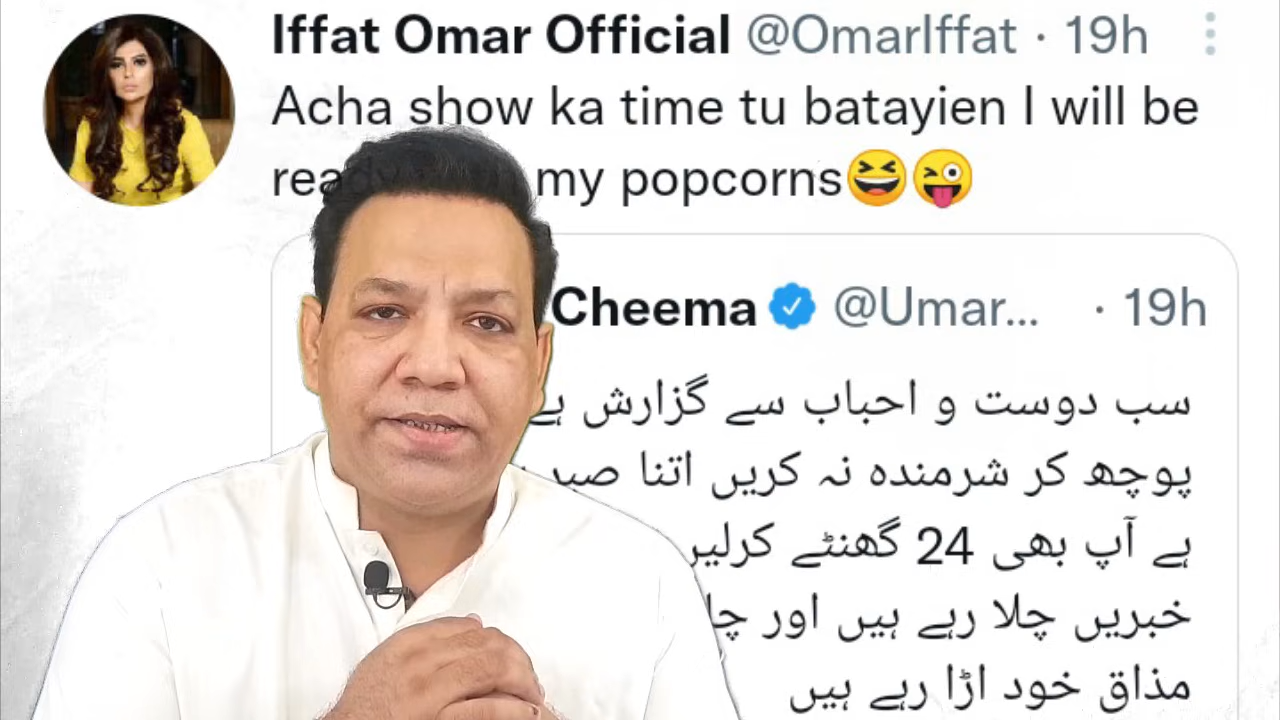 Iffat Omar Official @OmarIffat · 19h
Acha show ka time tu batayien I will be
my popcorns😆😜
Cheema @Umar... · 19h
سب دوست و احباب سے گزارش ہے
پوچھ کر شرمندہ نہ کریں اتنا صبر
ہے آپ بھی 24 گھنٹے کرلیں
خبریں چلا رہے ہیں اور
مذاق خود اڑا رہے ہیں